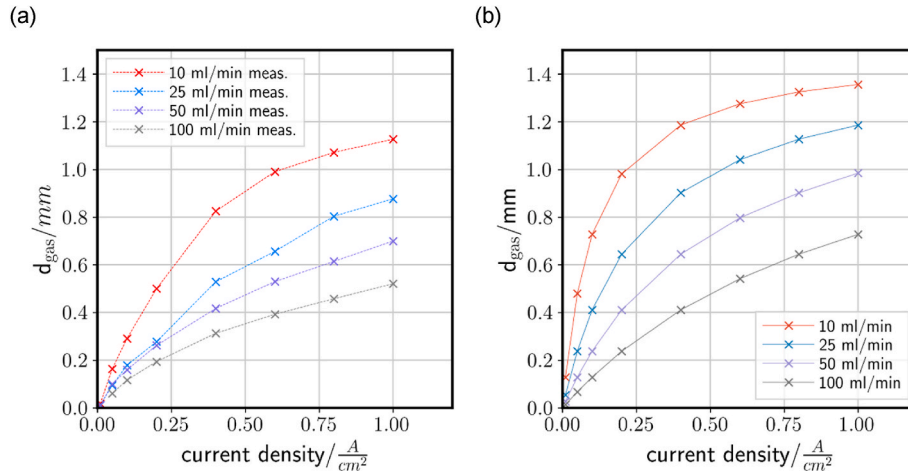 (a)
1.4
1.2
1.0
0.8
0.6
0.4
0.2
0.0
d_gas/mm
10 ml/min meas.
25 ml/min meas.
50 ml/min meas.
100 ml/min meas.
0.00 0.25 0.50 0.75 1.00
current density/A/cm²
(b)
1.4
1.2
1.0
0.8
0.6
0.4
0.2
0.0
d_gas/mm
10 ml/min
25 ml/min
50 ml/min
100 ml/min
0.00 0.25 0.50 0.75 1.00
current density/A/cm²